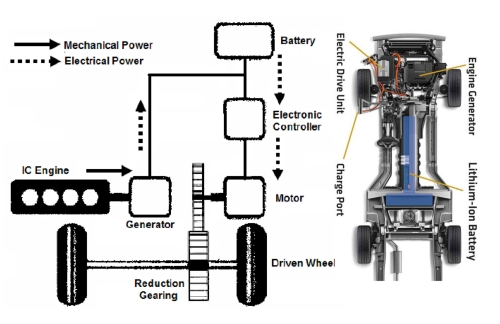 Mechanical Power
Electrical Power
Battery
Electronic
Controller
IC Engine
Generator
Motor
Driven Wheel
Reduction
Gearing
Electric Drive Unit
Engine Generator
Charge Port
Lithium-Ion Battery